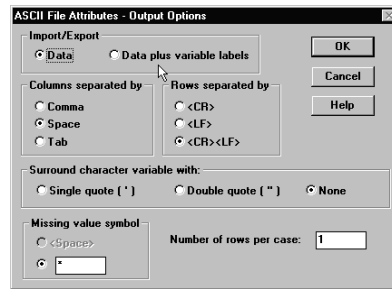 ASCII File Attributes - Output Options
Import/Export
Data
Data plus variable labels
OK
Cancel
Help
Columns separated by
Comma
Space
Tab
Rows separated by
<CR>
<LF>
<CR><LF>
Surround character variable with:
Single quote ( ' )
Double quote ( " )
None
Missing value symbol
<Space>
*
Number of rows per case:
1